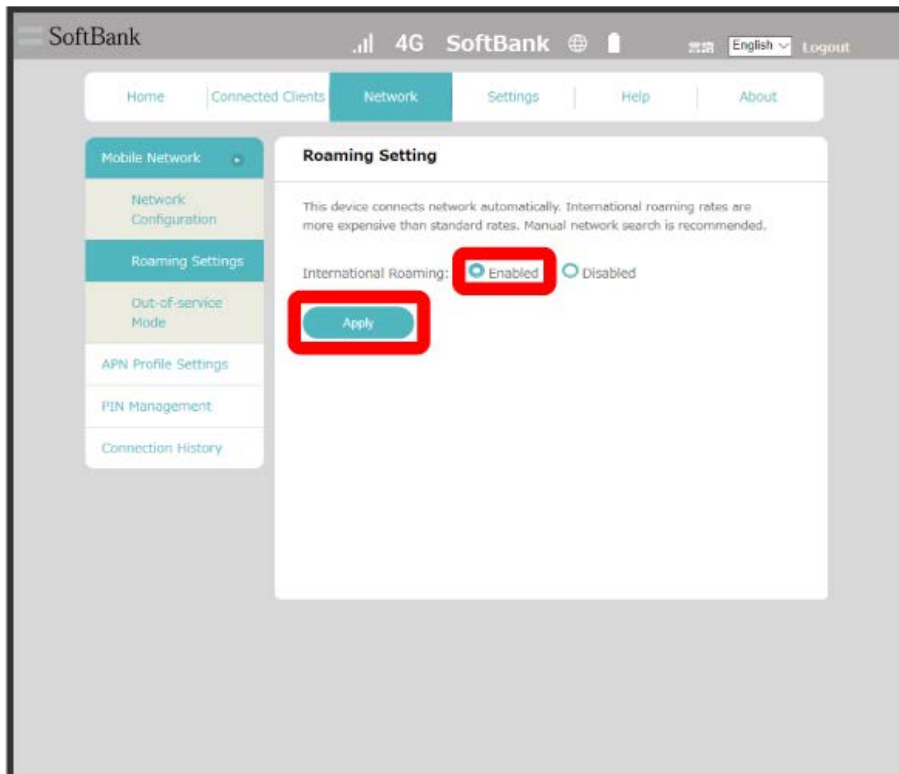 SoftBank
4G SoftBank
言語 English Logout
Home Connected Clients Network Settings Help About
Mobile Network
Network
Configuration
Roaming Settings
Out-of-service
Mode
APN Profile Settings
PIN Management
Connection History
Roaming Setting
This device connects network automatically. International roaming rates are
more expensive than standard rates. Manual network search is recommended.
International Roaming: Enabled Disabled
Apply